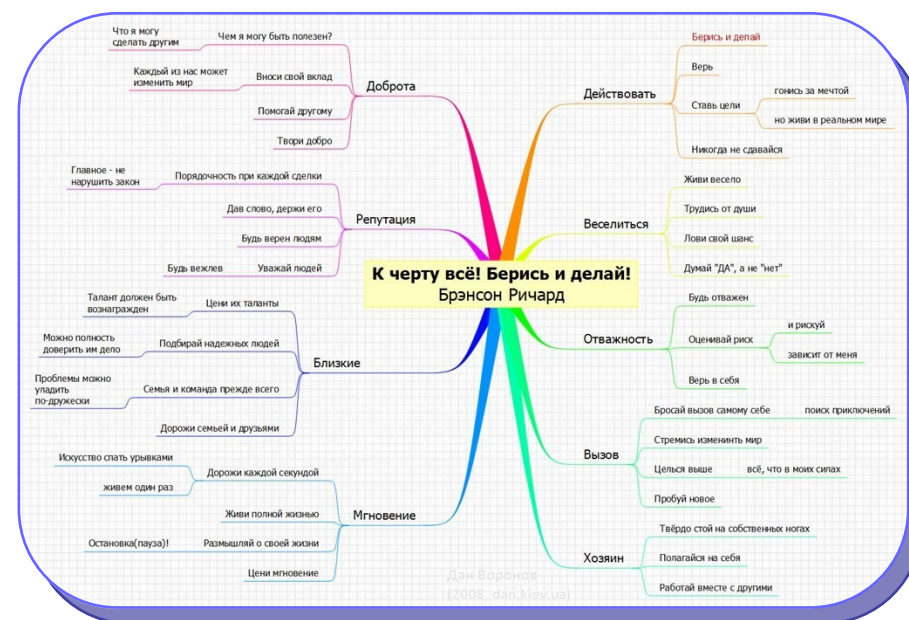 К черту всё! Берись и делай!
Брэнсон Ричард
Действовать
Берись и делай
Верь
Ставь цели
гонись за мечтой
но живи в реальном мире
Никогда не сдавайся
Веселиться
Живи весело
Трудись от души
Лови свой шанс
Думай "ДА", а не "нет"
Отважность
Будь отважен
Оценивай риск
и рискуй
зависит от меня
Верь в себя
Вызов
Бросай вызов самому себе
поиск приключений
Стремись измeнинть мир
Целься выше
всё, что в моих силах
Пробуй новое
Хозяин
Твёрдо стой на собственных ногах
Полагайся на себя
Работай вместе с другими
Доброта
Чем я могу быть полезен?
Что я могу
сделать другим
Вноси свой вклад
Каждый из нас может
изменить мир
Помогай другому
Твори добро
Репутация
Порядочность при каждой сделки
Главное - не
нарушить закон
Дав слово, держи его
Будь верен людям
Уважай людей
Будь вежлев
Близкие
Цени их таланты
Талант должен быть
вознагражден
Подбирай надежных людей
Можно полность
доверить им дело
Семья и команда прежде всего
Проблемы можно
уладить
по-дружески
Дорожи семьей и друзьями
Мгновение
Дорожи каждой секундой
Искусство спать урывками
живем один раз
Живи полной жизнью
Размышляй о своей жизни
Остановка(пауза)!
Цени мгновение
Дан Воронов
(2008, dan.kiev.ua)